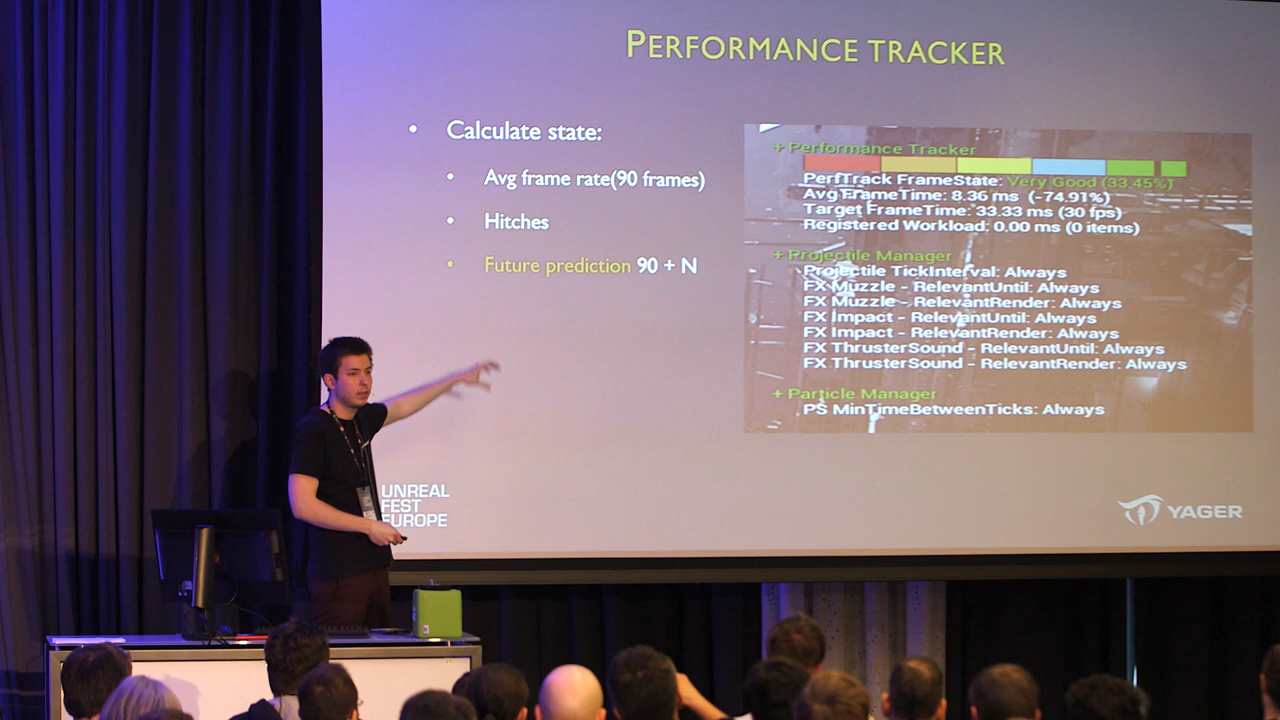 PERFORMANCE TRACKER
• Calculate state:
• Avg frame rate(90 frames)
• Hitches
• Future prediction 90 + N
+ Performance Tracker
PerfTrack FrameState: Very Good (33.45%)
Avg FrameTime: 8.36 ms (-74.91%)
Target FrameTime: 33.33 ms (30 fps)
Registered Workload: 0.00 ms (0 items)
+ Projectile Manager
Projectile TickInterval: Always
FX Muzzle - RelevantUntil: Always
FX Muzzle - RelevantRender: Always
FX Impact - RelevantUntil: Always
FX Impact - RelevantRender: Always
FX ThrusterSound - RelevantUntil: Always
FX ThrusterSound - RelevantRender: Always
+ Particle Manager
PS MinTimeBetweenTicks: Always
UNREAL
FEST
EUROPE
YAGER